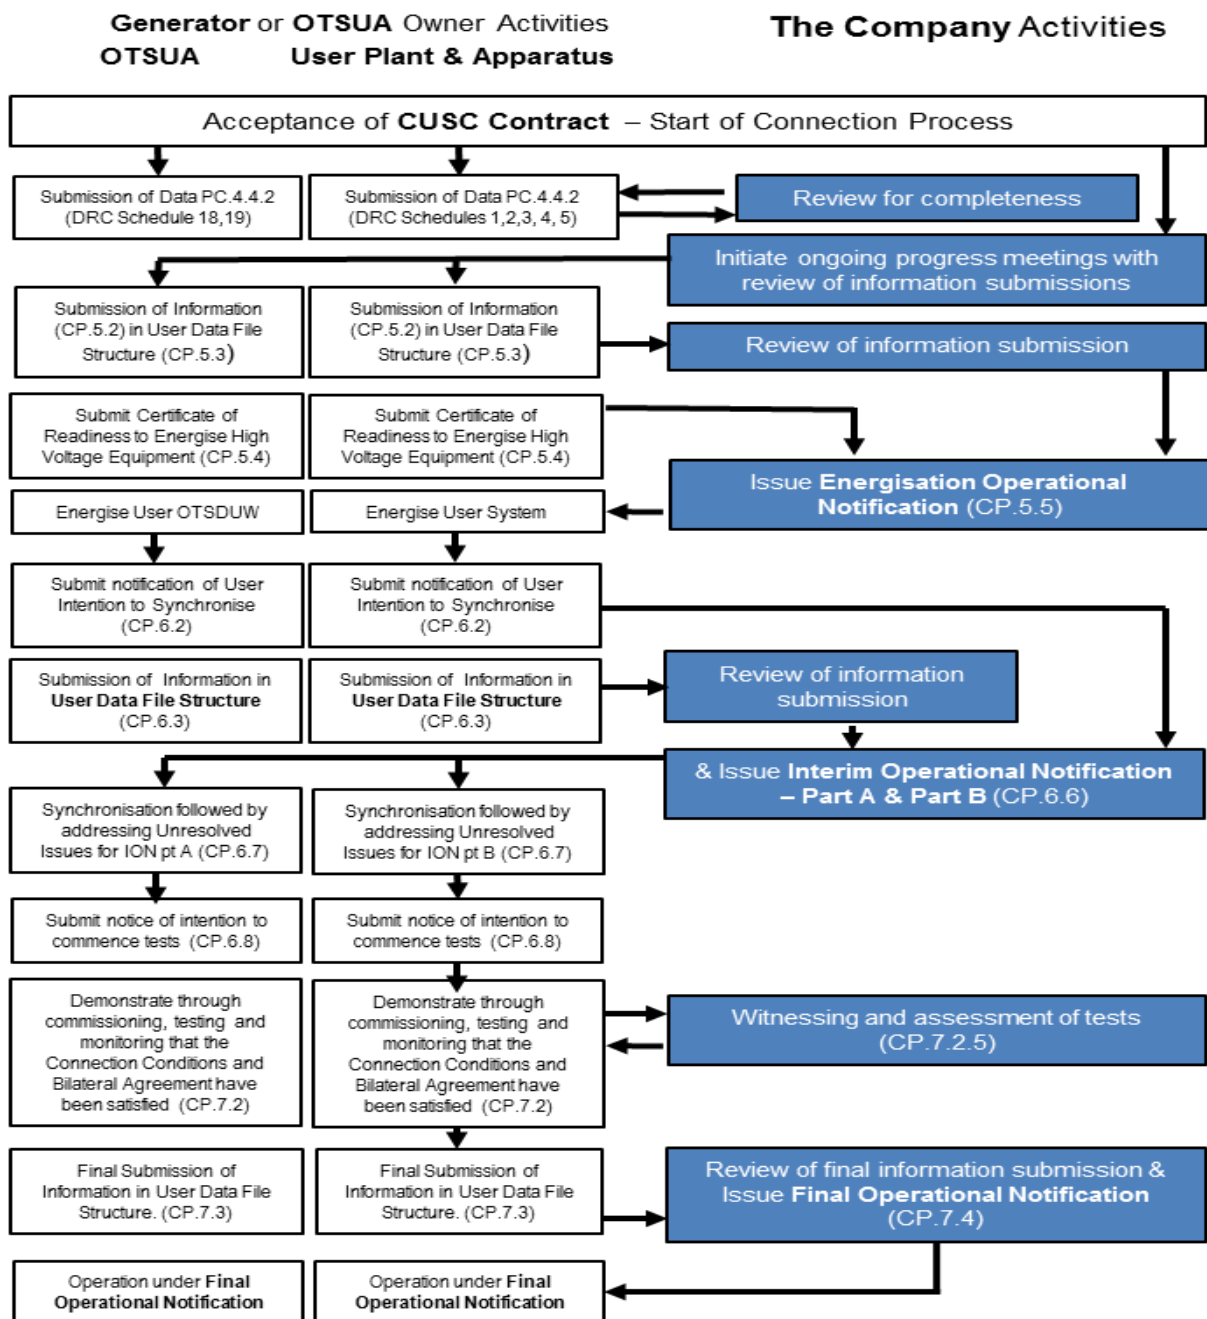 Generator or OTSUA Owner Activities
OTSUA
User Plant & Apparatus
The Company Activities
Acceptance of CUSC Contract – Start of Connection Process
Submission of Data PC.4.4.2
(DRC Schedule 18,19)
Submission of Data PC.4.4.2
(DRC Schedules 1,2,3, 4, 5)
Review for completeness
Initiate ongoing progress meetings with
review of information submissions
Submission of Information
(CP.5.2) in User Data File
Structure (CP.5.3)
Submission of Information
(CP.5.2) in User Data File
Structure (CP.5.3)
Review of information submission
Submit Certificate of
Readiness to Energise High
Voltage Equipment (CP.5.4)
Submit Certificate of
Readiness to Energise High
Voltage Equipment (CP.5.4)
Issue Energisation Operational
Notification (CP.5.5)
Energise User OTSDUW
Energise User System
Submit notification of User
Intention to Synchronise
(CP.6.2)
Submit notification of User
Intention to Synchronise
(CP.6.2)
Submission of Information in
User Data File Structure
(CP.6.3)
Submission of Information in
User Data File Structure
(CP.6.3)
Review of information
submission
& Issue Interim Operational Notification
– Part A & Part B (CP.6.6)
Synchronisation followed by
addressing Unresolved
Issues for ION pt A (CP.6.7)
Synchronisation followed by
addressing Unresolved
Issues for ION pt B (CP.6.7)
Submit notice of intention to
commence tests (CP.6.8)
Submit notice of intention to
commence tests (CP.6.8)
Demonstrate through
commissioning, testing and
monitoring that the
Connection Conditions and
Bilateral Agreement have
been satisfied (CP.7.2)
Demonstrate through
commissioning, testing and
monitoring that the
Connection Conditions and
Bilateral Agreement have
been satisfied (CP.7.2)
Witnessing and assessment of tests
(CP.7.2.5)
Final Submission of
Information in User Data File
Structure. (CP.7.3)
Final Submission of
Information in User Data File
Structure. (CP.7.3)
Review of final information submission &
Issue Final Operational Notification
(CP.7.4)
Operation under Final
Operational Notification
Operation under Final
Operational Notification